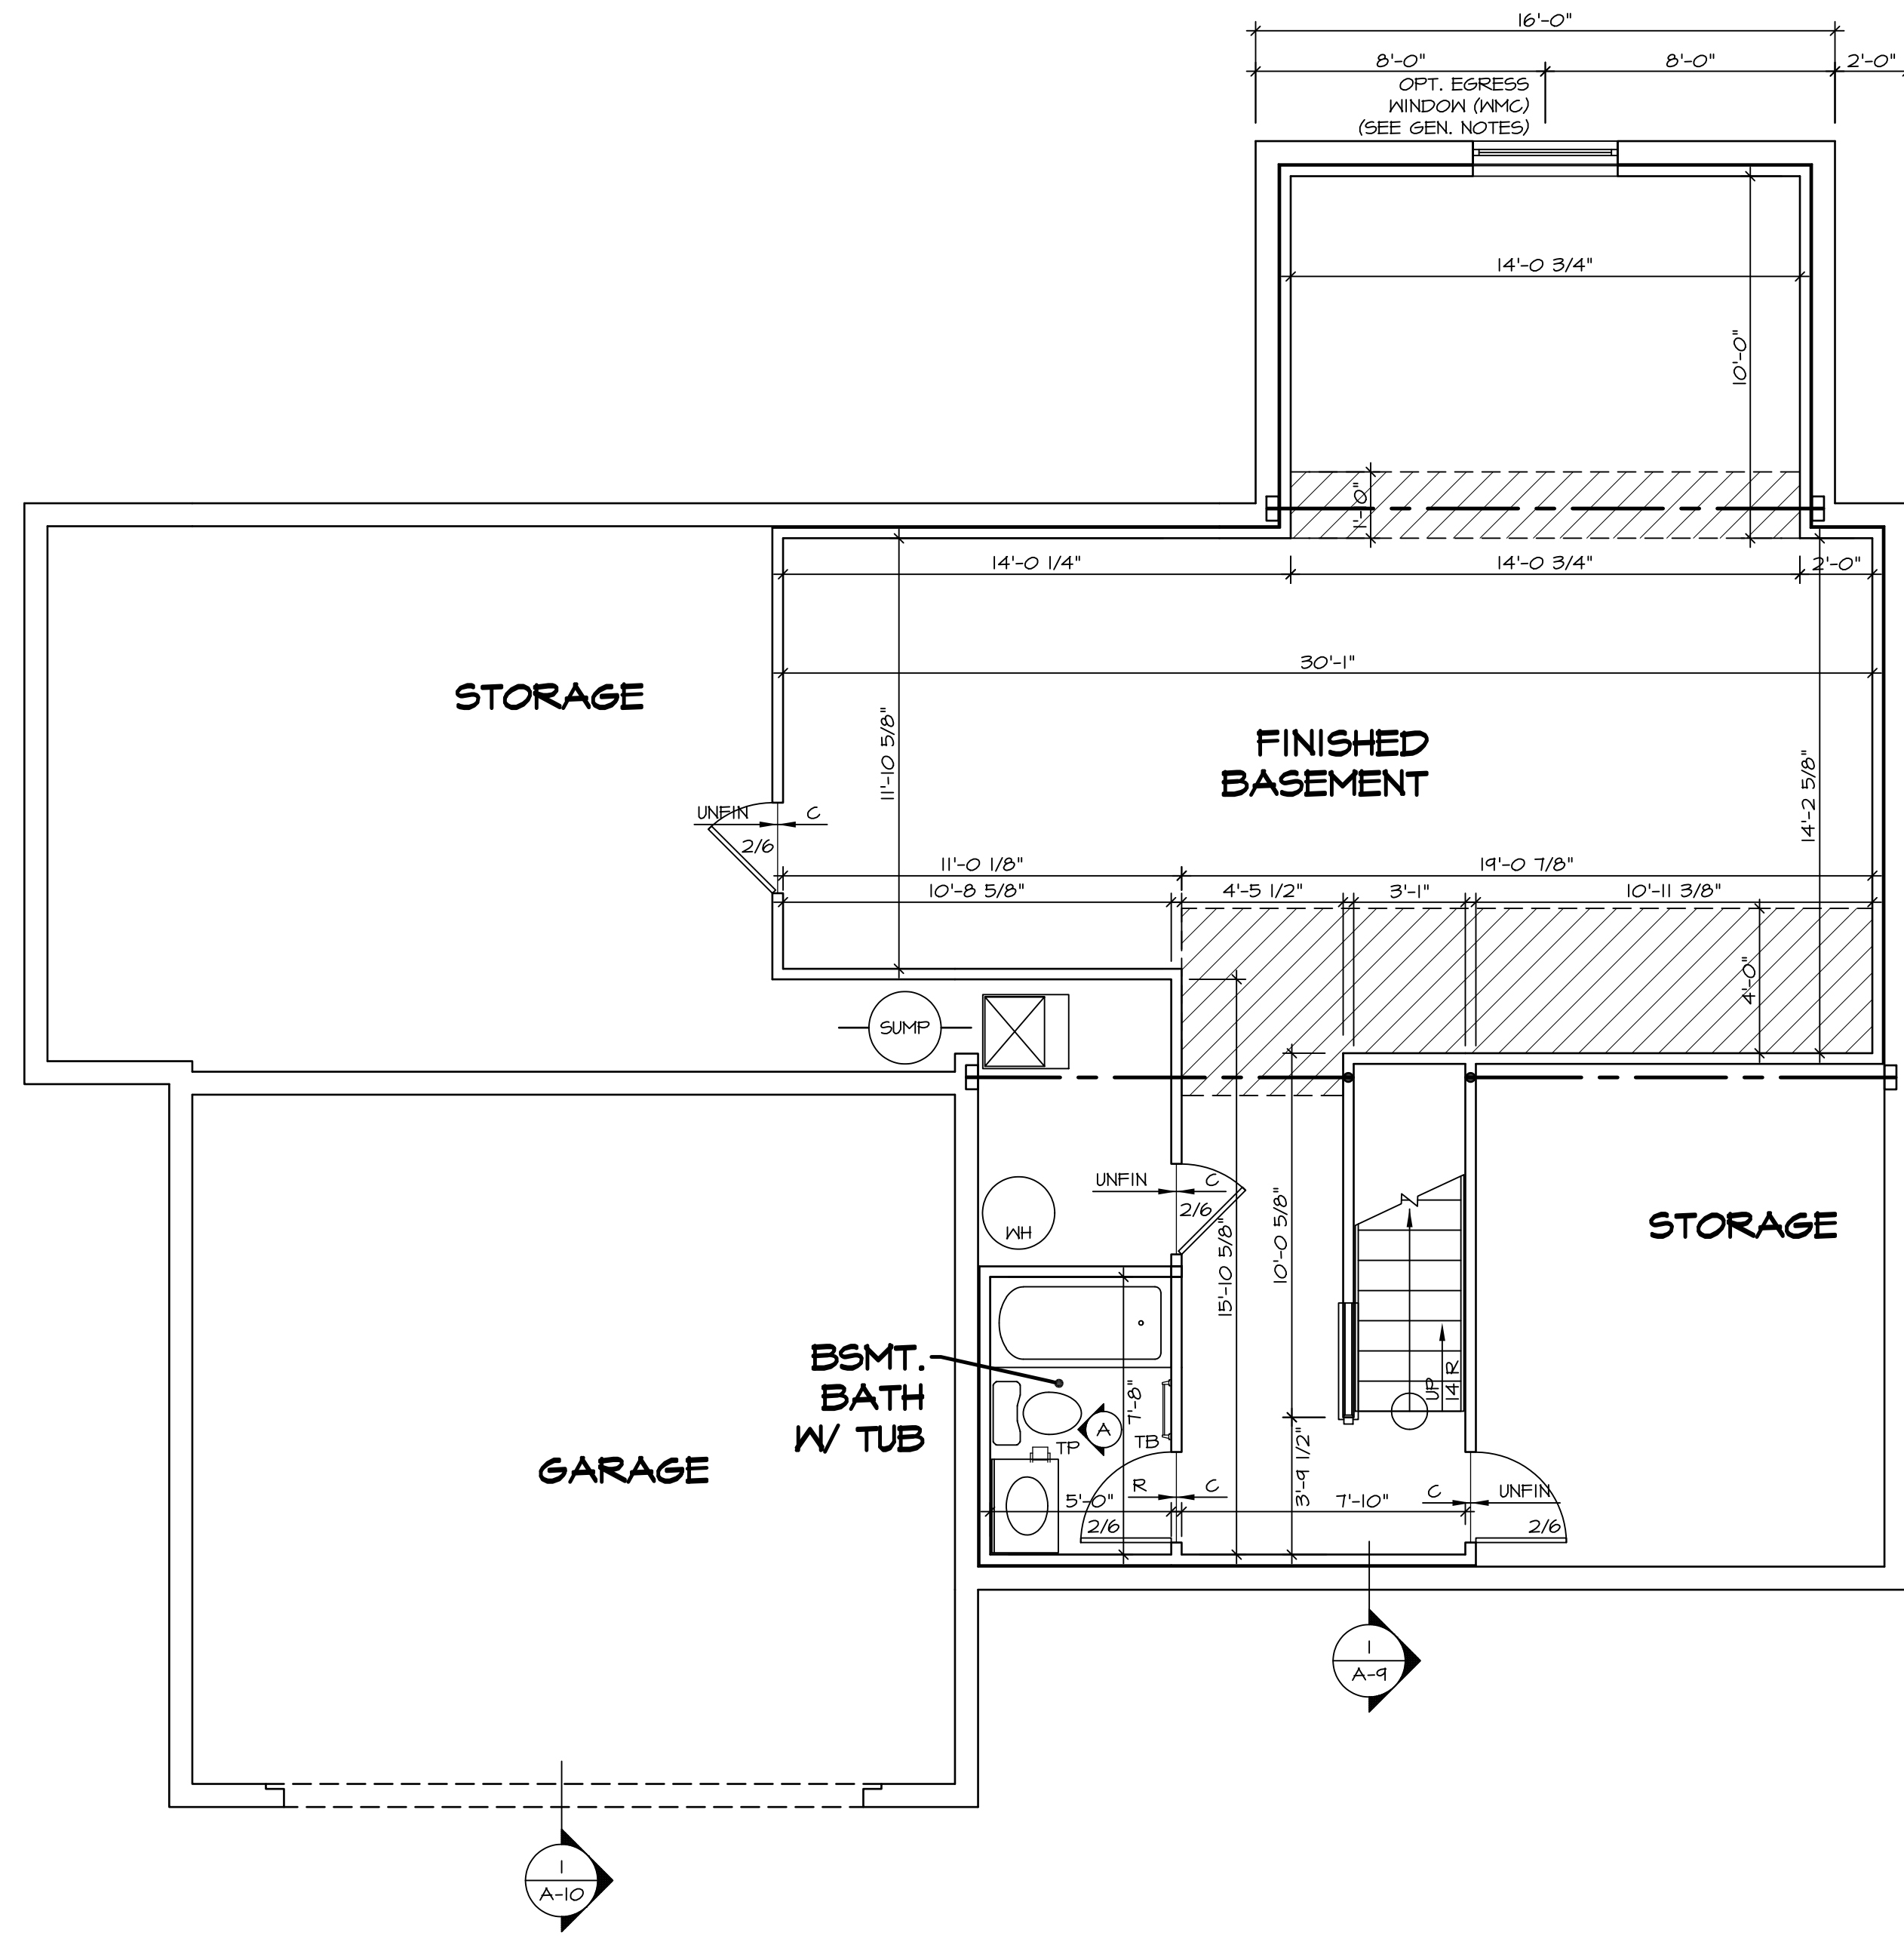 16'-0"
8'-0"
8'-0"
2'-0"
OPT. EGRESS
WINDOW (WMC)
(SEE GEN. NOTES)
14'-0 3/4"
10'-0"
1'-0"
14'-0 1/4"
14'-0 3/4"
2'-0"
30'-1"
STORAGE
FINISHED
BASEMENT
11'-10 5/8"
14'-2 5/8"
UNFIN
C
2/6
11'-0 1/8"
19'-0 7/8"
10'-8 5/8"
4'-5 1/2"
3'-1"
10'-11 3/8"
4'-0"
SUMP
UNFIN
C
2/6
WH
15'-10 5/8"
10'-0 5/8"
STORAGE
BSMT.
BATH
W/ TUB
7'-8"
UP
14 R
A
TP
TB
GARAGE
R
C
5'-0"
2/6
3'-9 1/2"
7'-10"
C
UNFIN
2/6
1
A-9
1
A-10